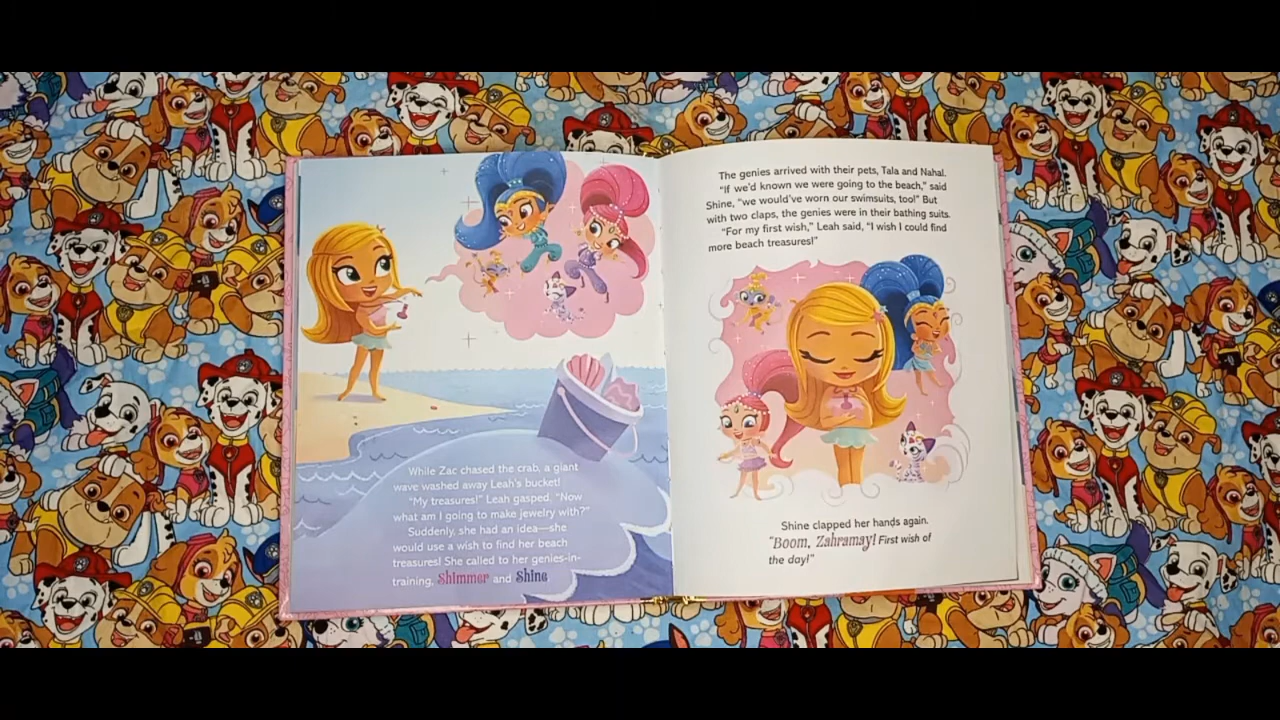 While Zac chased the crab, a giant
wave washed away Leah's bucket!
"My treasures!" Leah gasped. "Now
what am I going to make jewelry with?"
Suddenly, she had an idea—she
would use a wish to find her beach
treasures! She called to her genies-in-
training, Shimmer and Shine
The genies arrived with their pets, Tala and Nahal.
"If we'd known we were going to the beach," said
Shine, "we would've worn our swimsuits, too!" But
with two claps, the genies were in their bathing suits.
"For my first wish," Leah said, "I wish I could find
more beach treasures!"
Shine clapped her hands again.
"Boom, Zahramay! First wish of
the day!"